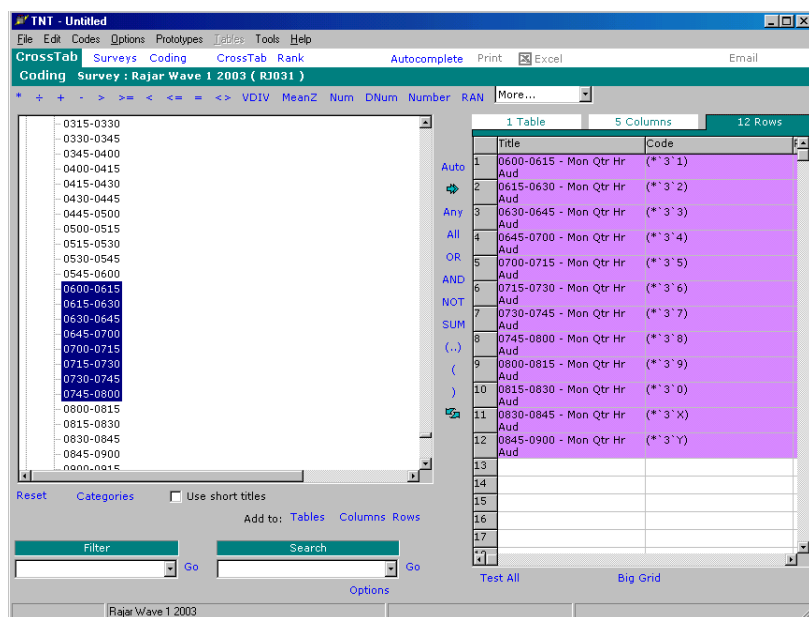 TNT - Untitled
File Edit Codes Options Prototypes Tables Tools Help
CrossTab Surveys Coding CrossTab Rank Autocomplete Print Excel Email
Coding Survey : Rajar Wave 1 2003 ( RJ031 )
* ÷ + - > >= < <= = <> VDIV MeanZ Num DNum Number RAN More...
0315-0330
0330-0345
0345-0400
0400-0415
0415-0430
0430-0445
0445-0500
0500-0515
0515-0530
0530-0545
0545-0600
0600-0615
0615-0630
0630-0645
0645-0700
0700-0715
0715-0730
0730-0745
0745-0800
0800-0815
0815-0830
0830-0845
0845-0900
0900-0915
Auto
Any
All
OR
AND
NOT
SUM
(..)
(
)
1 Table 5 Columns 12 Rows
Title Code
1 0600-0615 - Mon Qtr Hr Aud (*`3`1)
2 0615-0630 - Mon Qtr Hr Aud (*`3`2)
3 0630-0645 - Mon Qtr Hr Aud (*`3`3)
4 0645-0700 - Mon Qtr Hr Aud (*`3`4)
5 0700-0715 - Mon Qtr Hr Aud (*`3`5)
6 0715-0730 - Mon Qtr Hr Aud (*`3`6)
7 0730-0745 - Mon Qtr Hr Aud (*`3`7)
8 0745-0800 - Mon Qtr Hr Aud (*`3`8)
9 0800-0815 - Mon Qtr Hr Aud (*`3`9)
10 0815-0830 - Mon Qtr Hr Aud (*`3`0)
11 0830-0845 - Mon Qtr Hr Aud (*`3`X)
12 0845-0900 - Mon Qtr Hr Aud (*`3`Y)
13
14
15
16
17
Reset Categories Use short titles
Add to: Tables Columns Rows
Filter Search
Go Go
Options
Test All Big Grid
Rajar Wave 1 2003